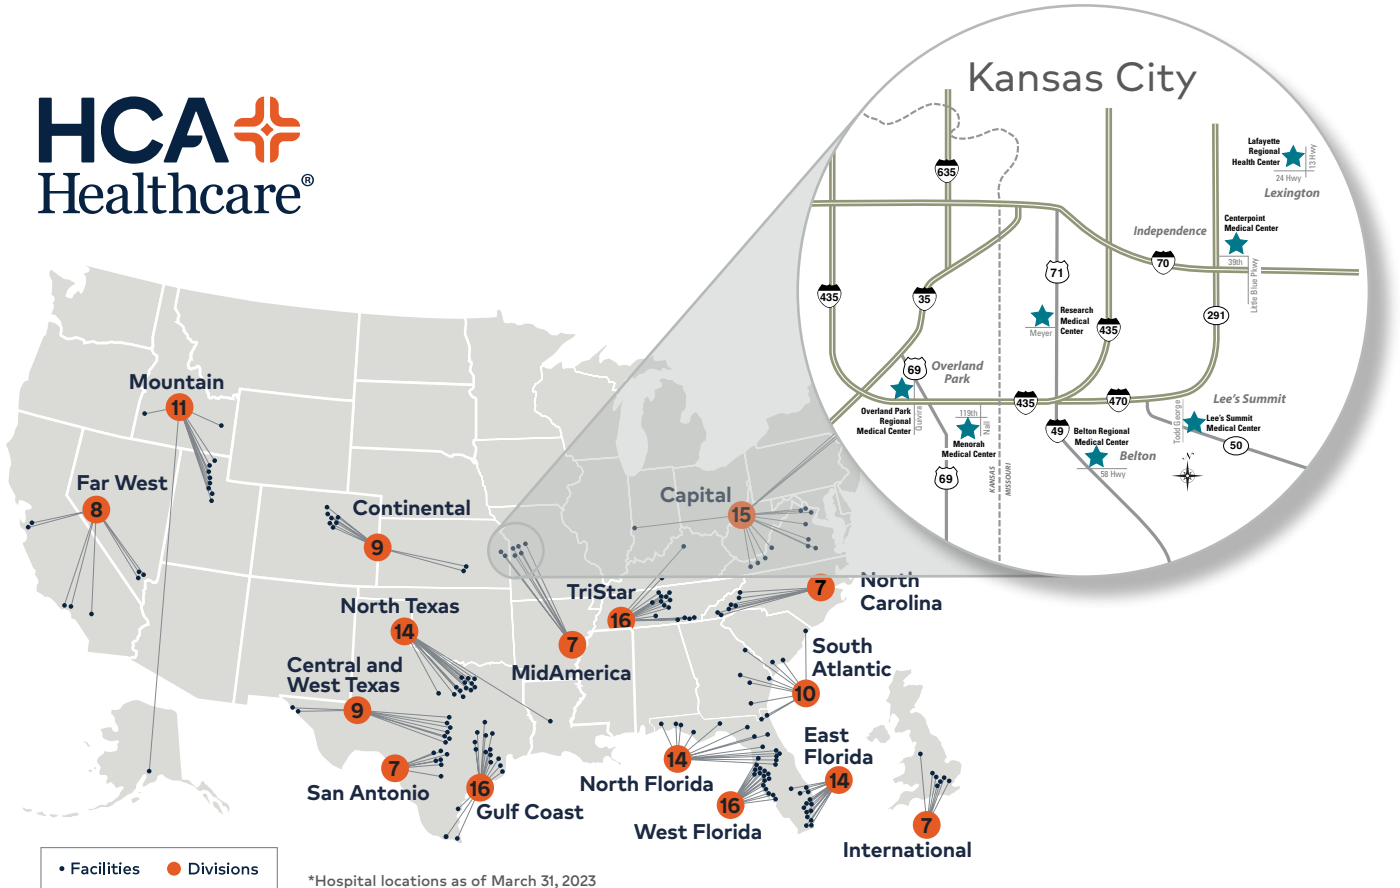 HCA
Healthcare®
Kansas City
Lafayette
Regional
Health Center
13 Hwy
24 Hwy
Lexington
635
Centerpoint
Medical Center
Independence
39th
Little Blue Pkwy
70
71
435
35
291
Research
Medical
Center
Meyer
435
69
Overland
Park
Overland Park
Regional
Medical Center
Quivira
119th
Nall
Menorah
Medical Center
435
470
Lee's Summit
Todd George
Lee's Summit
Medical Center
50
49
Belton Regional
Medical Center
Belton
58 Hwy
69
KANSAS
MISSOURI
N
Mountain
11
Far West
8
Continental
9
Capital
15
North Texas
14
TriStar
16
North
Carolina
7
MidAmerica
7
Central and
West Texas
9
South
Atlantic
10
San Antonio
7
Gulf Coast
16
North Florida
14
East
Florida
14
West Florida
16
International
7
Facilities
Divisions
*Hospital locations as of March 31, 2023